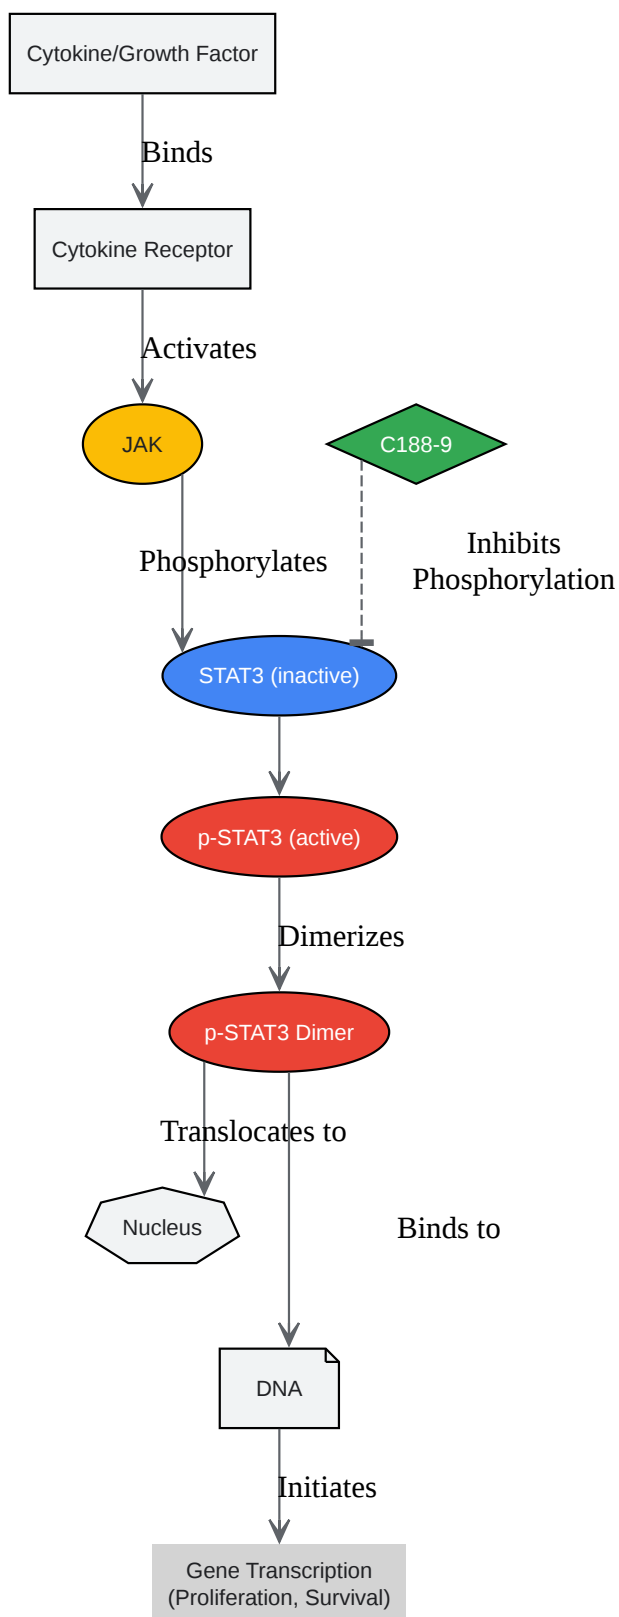 Cytokine/Growth Factor
Binds
Cytokine Receptor
Activates
JAK
C188-9
Phosphorylates
Inhibits
Phosphorylation
STAT3 (inactive)
p-STAT3 (active)
Dimerizes
p-STAT3 Dimer
Translocates to
Nucleus
Binds to
DNA
Initiates
Gene Transcription
(Proliferation, Survival)